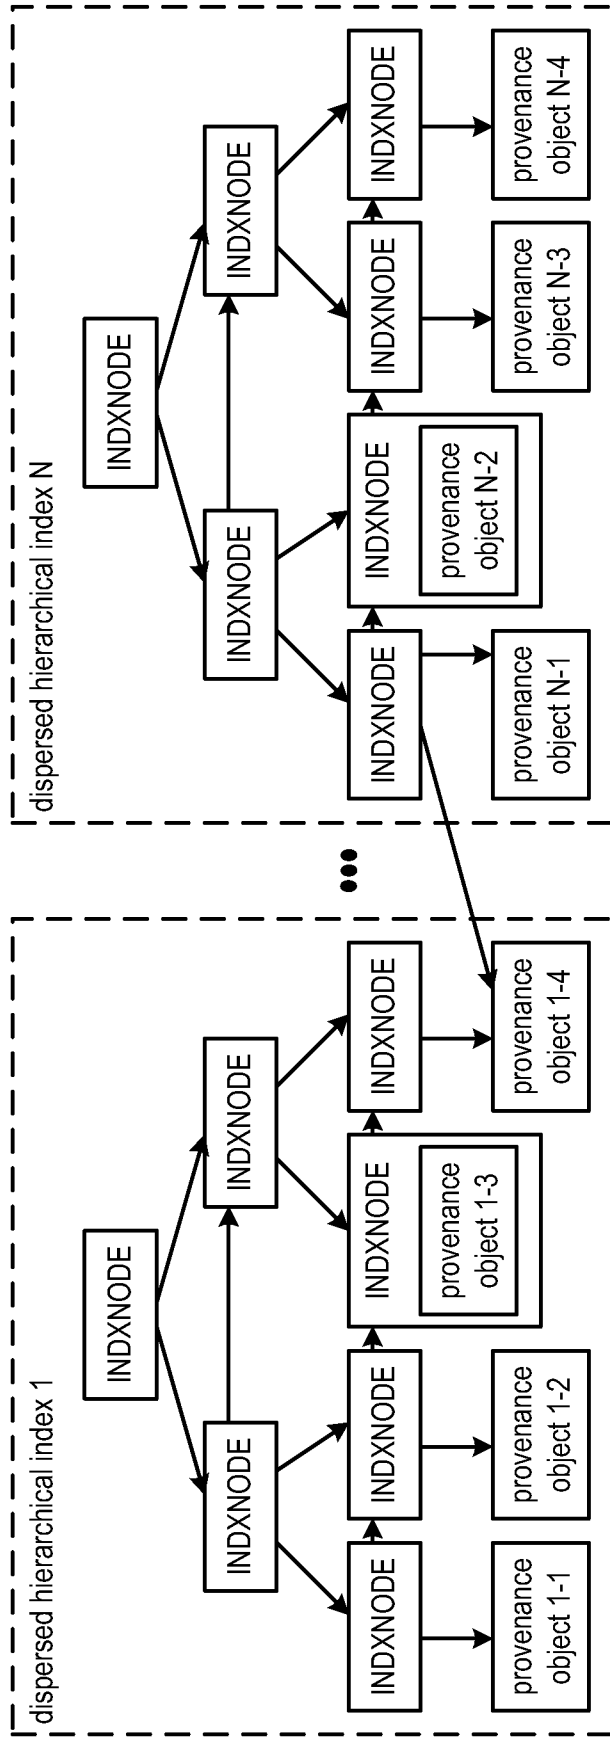 dispersed hierarchical index 1
INDXNODE
INDXNODE
INDXNODE
INDXNODE
INDXNODE
INDXNODE
INDXNODE
provenance
object 1-3
provenance
object 1-1
provenance
object 1-2
provenance
object 1-4
dispersed hierarchical index N
INDXNODE
INDXNODE
INDXNODE
INDXNODE
INDXNODE
INDXNODE
INDXNODE
provenance
object N-2
provenance
object N-1
provenance
object N-3
provenance
object N-4